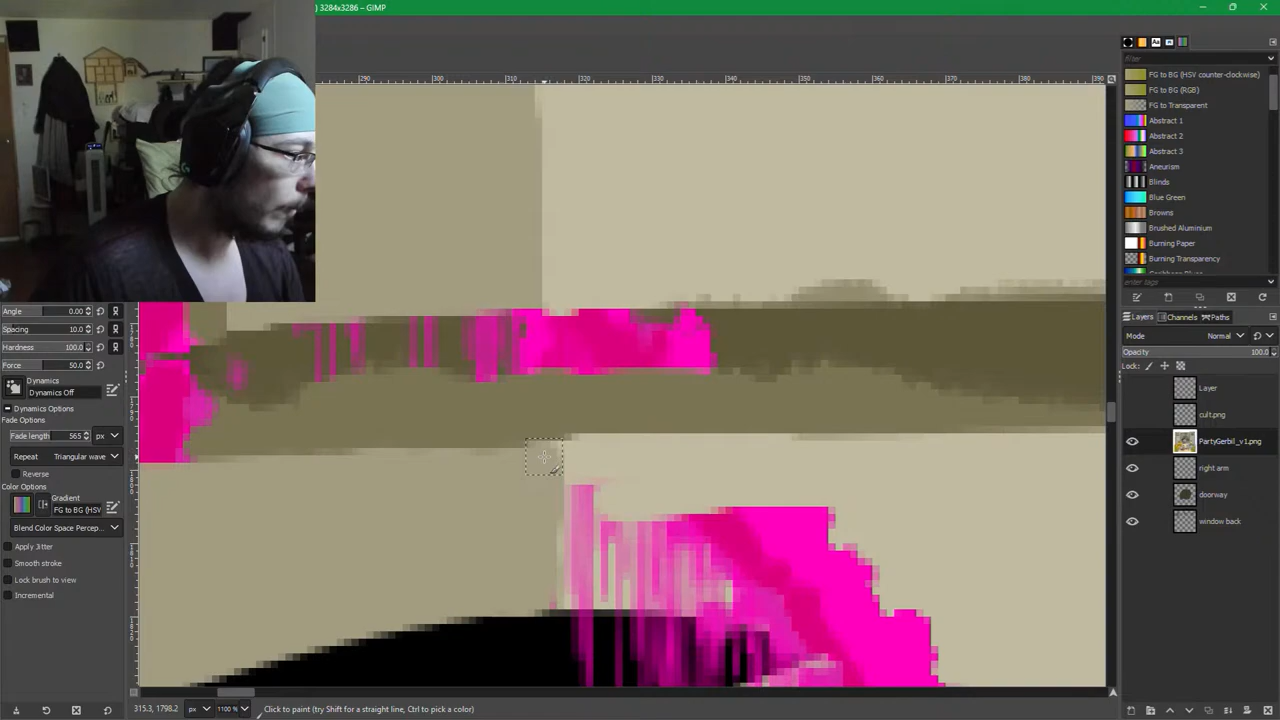 ) 3284x3286 – GIMP
290 300 310 320 330 340 350 360 370 380 390
filter
FG to BG (HSV counter-clockwise)
FG to BG (RGB)
FG to Transparent
Abstract 1
Abstract 2
Abstract 3
Aneurism
Blinds
Blue Green
Browns
Brushed Aluminium
Burning Paper
Burning Transparency
enter tags
Layers Channels Paths
Mode Normal
Opacity 100.0
Lock:
Layer
cult.png
PartyGerbil_v1.png
right arm
doorway
window back
Angle 0.00
Spacing 10.0
Hardness 100.0
Force 50.0
Dynamics
Dynamics Off
Dynamics Options
Fade Options
Fade length 565 px
Repeat Triangular wave
Reverse
Color Options
Gradient
FG to BG (HSV
Blend Color Space Percep...
Apply Jitter
Smooth stroke
Lock brush to view
Incremental
315.3, 1798.2 px 1100 % Click to paint (try Shift for a straight line, Ctrl to pick a color)